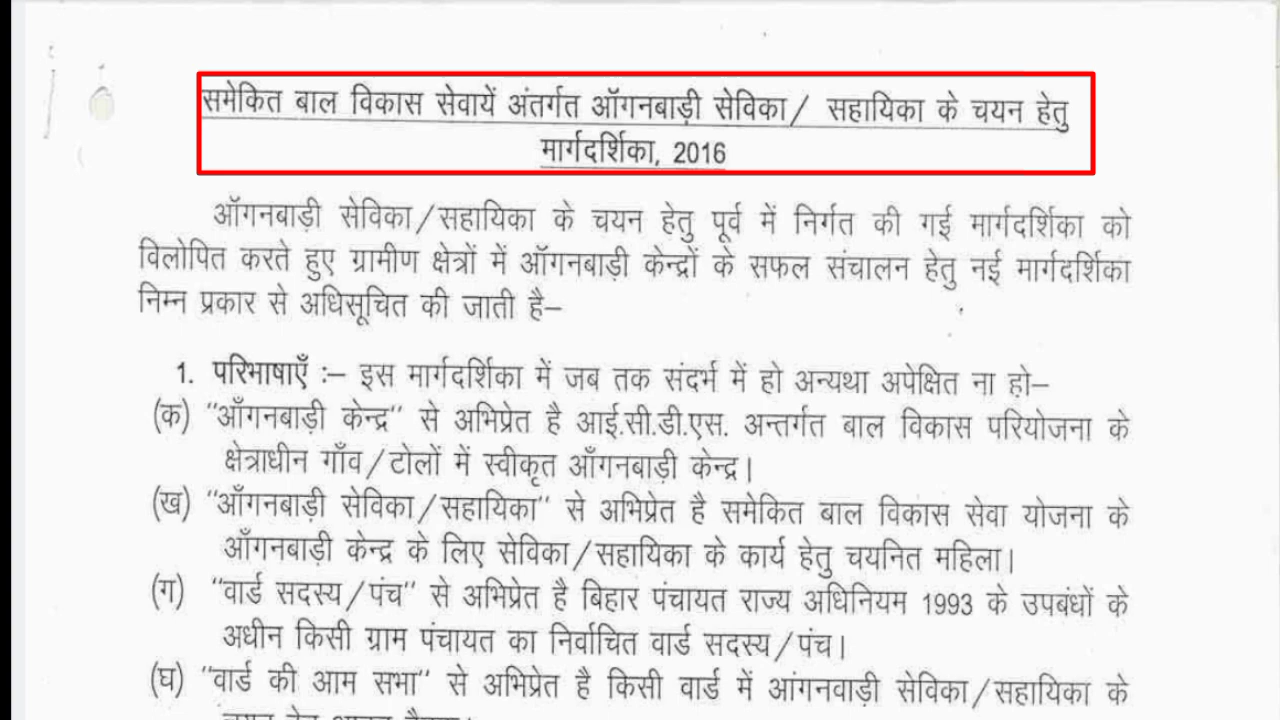 समेकित बाल विकास सेवायें अंतर्गत ऑगनबाड़ी सेविका/ सहायिका के चयन हेतु
मार्गदर्शिका, 2016
ऑगनबाड़ी सेविका/सहायिका के चयन हेतु पूर्व में निर्गत की गई मार्गदर्शिका को
विलोपित करते हुए ग्रामीण क्षेत्रों में ऑगनबाड़ी केन्द्रों के सफल संचालन हेतु नई मार्गदर्शिका
निम्न प्रकार से अधिसूचित की जाती है–
1. परिभाषाएँ :– इस मार्गदर्शिका में जब तक संदर्भ में हो अन्यथा अपेक्षित ना हो–
(क) "आँगनबाड़ी केन्द्र" से अभिप्रेत है आई.सी.डी.एस. अन्तर्गत बाल विकास परियोजना के
क्षेत्राधीन गाँव/टोलों में स्वीकृत आँगनबाड़ी केन्द्र।
(ख) "आँगनबाड़ी सेविका/सहायिका" से अभिप्रेत है समेकित बाल विकास सेवा योजना के
आँगनबाड़ी केन्द्र के लिए सेविका/सहायिका के कार्य हेतु चयनित महिला।
(ग) "वार्ड सदस्य/पंच" से अभिप्रेत है बिहार पंचायत राज्य अधिनियम 1993 के उपबंधों के
अधीन किसी ग्राम पंचायत का निर्वाचित वार्ड सदस्य/पंच।
(घ) "वार्ड की आम सभा" से अभिप्रेत है किसी वार्ड में आंगनवाड़ी सेविका/सहायिका के